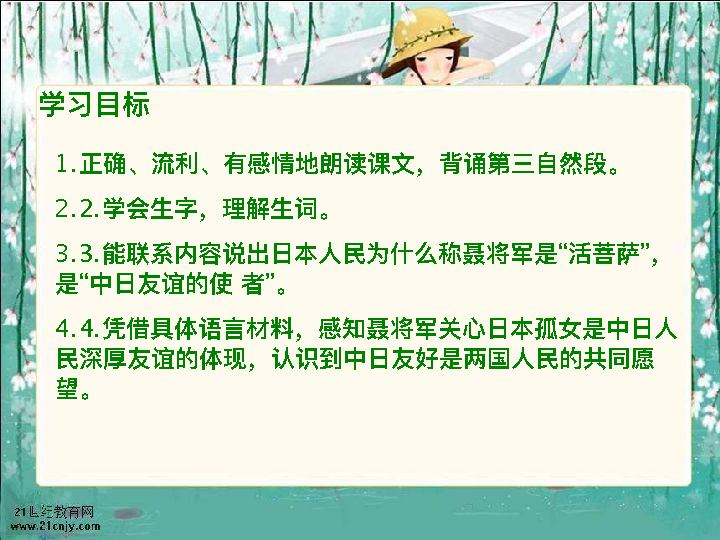 学习目标
1.正确、流利、有感情地朗读课文，背诵第三自然段。
2.2.学会生字，理解生词。
3.3.能联系内容说出日本人民为什么称聂将军是“活菩萨”，
是“中日友谊的使 者”。
4.4.凭借具体语言材料，感知聂将军关心日本孤女是中日人
民深厚友谊的体现，认识到中日友好是两国人民的共同愿
望。
21世纪教育网
www.21cnjy.com